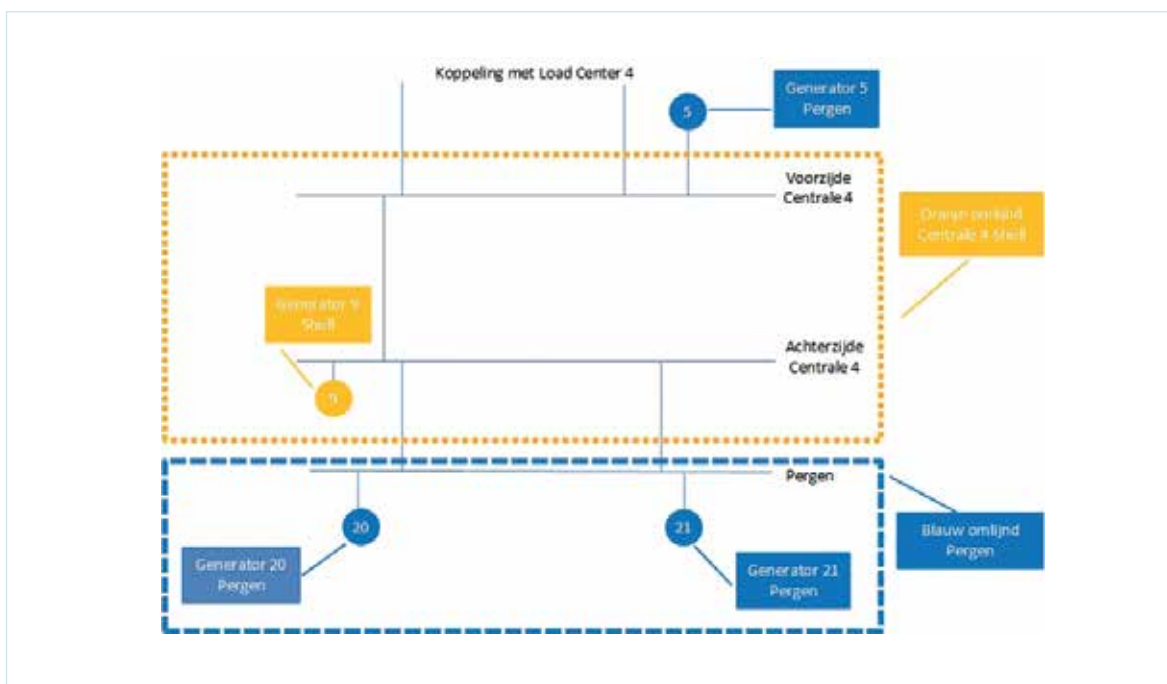 Koppeling met Load Center 4
Generator 5
Pergen
5
Voorzijde
Centrale 4
Oranje omlijnd
Centrale 4 Shell
Generator 9
Shell
Achterzijde
Centrale 4
9
Pergen
20
21
Blauw omlijnd
Pergen
Generator 20
Pergen
Generator 21
Pergen